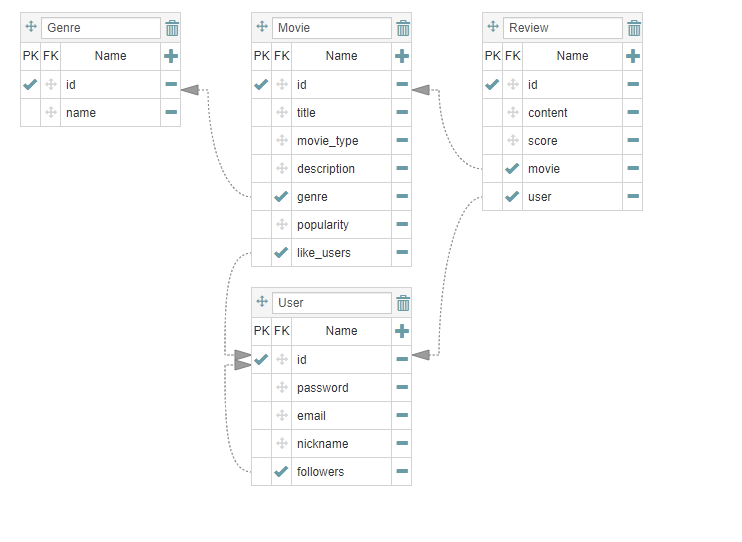 Genre
PK FK Name
id
name
Movie
PK FK Name
id
title
movie_type
description
genre
popularity
like_users
Review
PK FK Name
id
content
score
movie
user
User
PK FK Name
id
password
email
nickname
followers